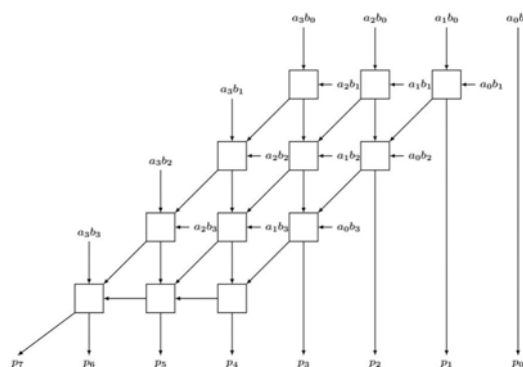 a₃b₀ a₂b₀ a₁b₀ a₀b
a₃b₁ a₂b₁ a₁b₁ a₀b₁
a₃b₂ a₂b₂ a₁b₂ a₀b₂
a₃b₃ a₂b₃ a₁b₃ a₀b₃
p₇ p₆ p₅ p₄ p₃ p₂ p₁ p₀